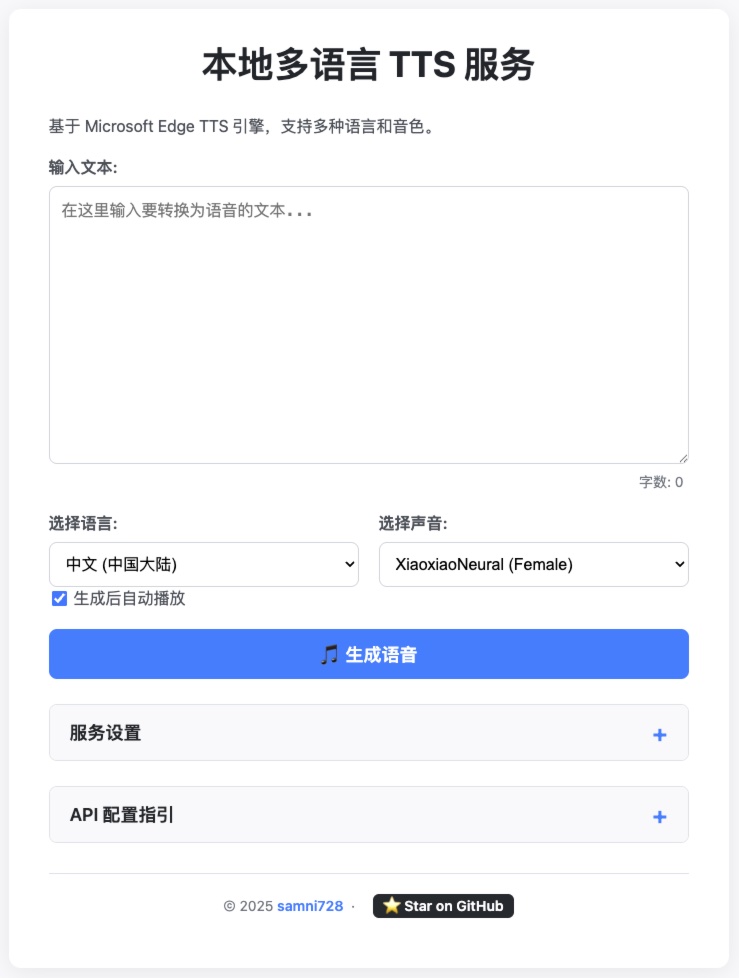 本地多语言 TTS 服务
基于 Microsoft Edge TTS 引擎，支持多种语言和音色。
输入文本:
在这里输入要转换为语音的文本...
字数: 0
选择语言:
选择声音:
中文 (中国大陆)
XiaoxiaoNeural (Female)
生成后自动播放
🎵 生成语音
服务设置
+
API 配置指引
+
© 2025 samni728 · ⭐ Star on GitHub